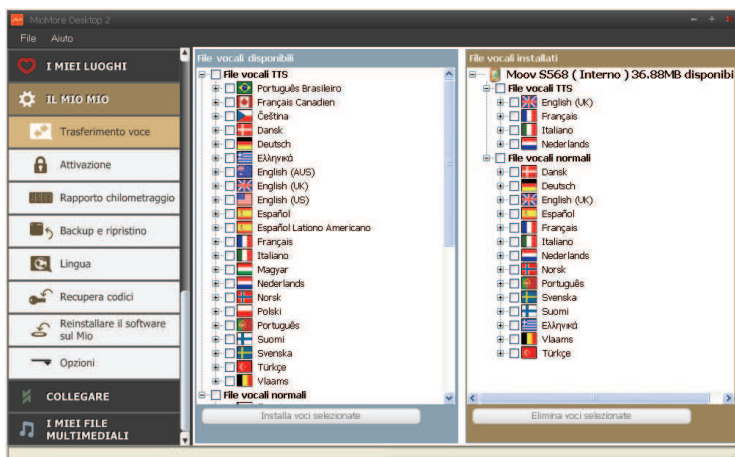 MioMore Desktop 2
File Aiuto
I MIEI LUOGHI
IL MIO MIO
Trasferimento voce
Attivazione
Rapporto chilometraggio
Backup e ripristino
Lingua
Recupera codici
Reinstallare il software
sul Mio
Opzioni
COLLEGARE
I MIEI FILE
MULTIMEDIALI
File vocali disponibili
File vocali TTS
Português Brasileiro
Français Canadien
Čeština
Dansk
Deutsch
Ελληνικά
English (AUS)
English (UK)
English (US)
Español
Español Lationo Americano
Français
Italiano
Magyar
Nederlands
Norsk
Polski
Português
Suomi
Svenska
Türkçe
Vlaams
File vocali normali
Installa voci selezionate
File vocali installati
Moov S568 ( Interno ) 36.88MB disponibi
File vocali TTS
English (UK)
Français
Italiano
Nederlands
File vocali normali
Dansk
Deutsch
English (UK)
Español
Français
Italiano
Nederlands
Norsk
Português
Svenska
Suomi
Ελληνικά
Vlaams
Türkçe
Elimina voci selezionate